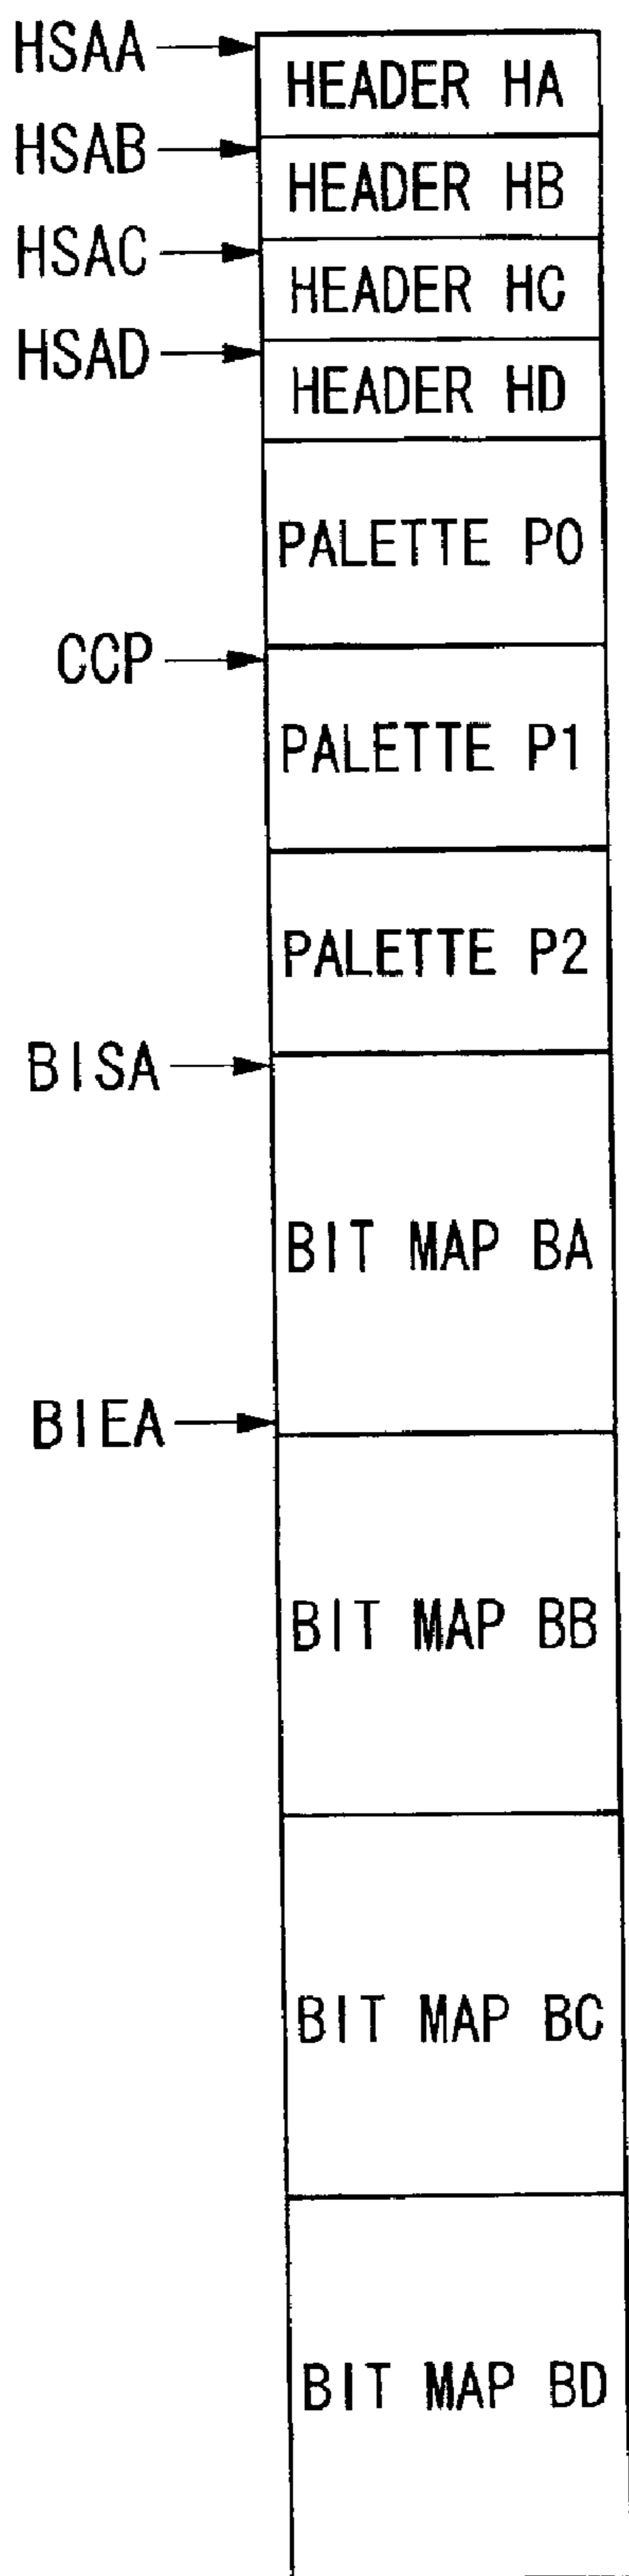 HSAA
HEADER HA
HSAB
HEADER HB
HSAC
HEADER HC
HSAD
HEADER HD
PALETTE P0
CCP
PALETTE P1
PALETTE P2
BISA
BIT MAP BA
BIEA
BIT MAP BB
BIT MAP BC
BIT MAP BD